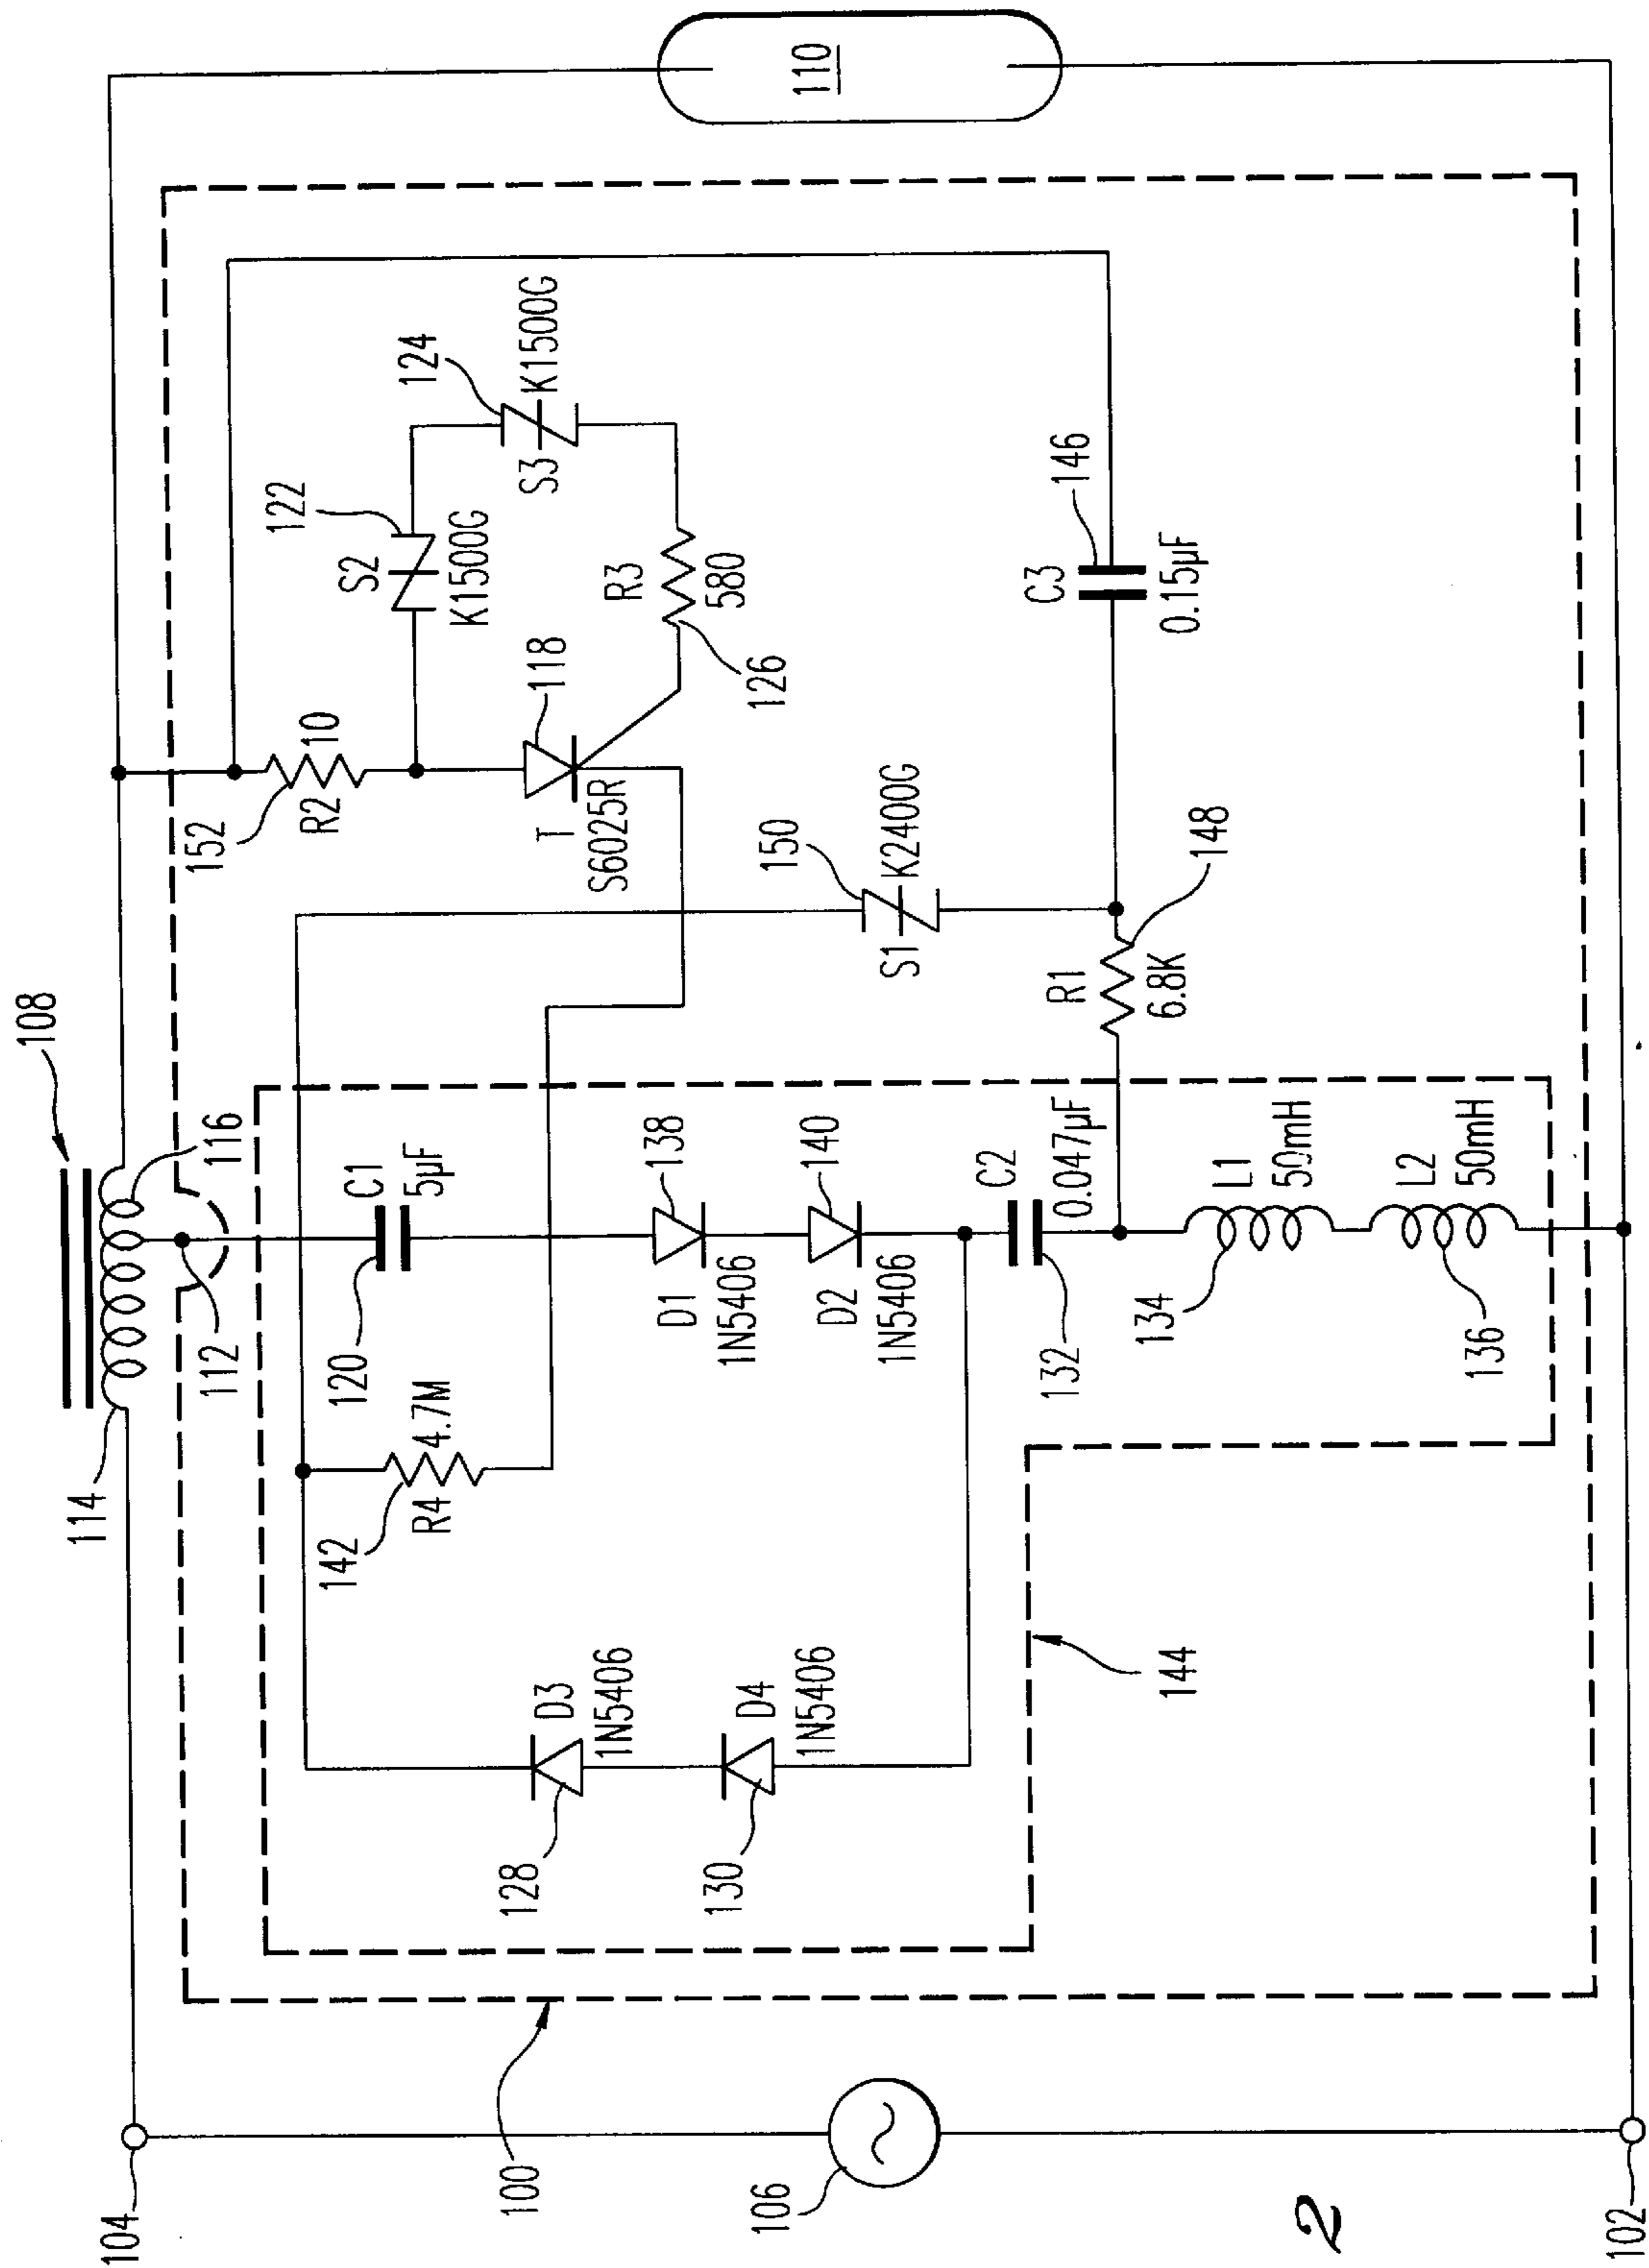 108
114
112
116
104
102
106
100
110
120
C1
5µF
D1
1N5406
138
D2
1N5406
140
142
R4
4.7M
128
D3
1N5406
130
D4
1N5406
132
C2
0.047µF
134
L1
50mH
136
L2
50mH
144
152
R2
10
T
S6025R
118
S2
K1500G
122
S3
K1500G
124
R3
580
126
150
S1
K2400G
R1
6.8K
148
C3
0.15µF
146
2